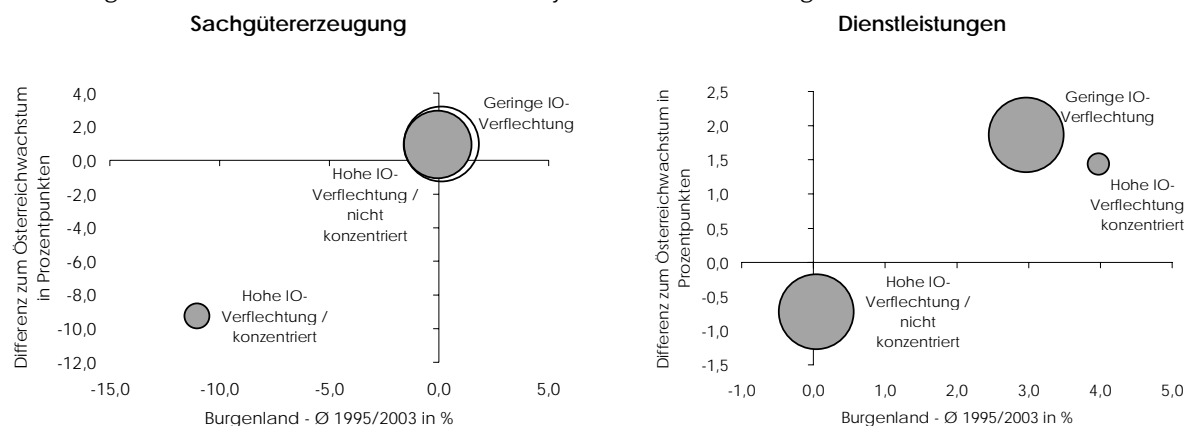 Sachgütererzeugung
Differenz zum Österreichwachstum
in Prozentpunkten
4,0
2,0
0,0
-2,0
-4,0
-6,0
-8,0
-10,0
-12,0
Geringe IO-
Verflechtung
Hohe IO-
Verflechtung /
nicht
konzentriert
Hohe IO-
Verflechtung /
konzentriert
-15,0 -10,0 -5,0 0,0 5,0
Burgenland - Ø 1995/2003 in %
Dienstleistungen
Differenz zum Österreichwachstum in
Prozentpunkten
2,5
2,0
1,5
1,0
0,5
0,0
-0,5
-1,0
-1,5
Geringe IO-
Verflechtung
Hohe IO-
Verflechtung
konzentriert
Hohe IO-
Verflechtung /
nicht
konzentriert
-1,0 0,0 1,0 2,0 3,0 4,0 5,0
Burgenland - Ø 1995/2003 in %